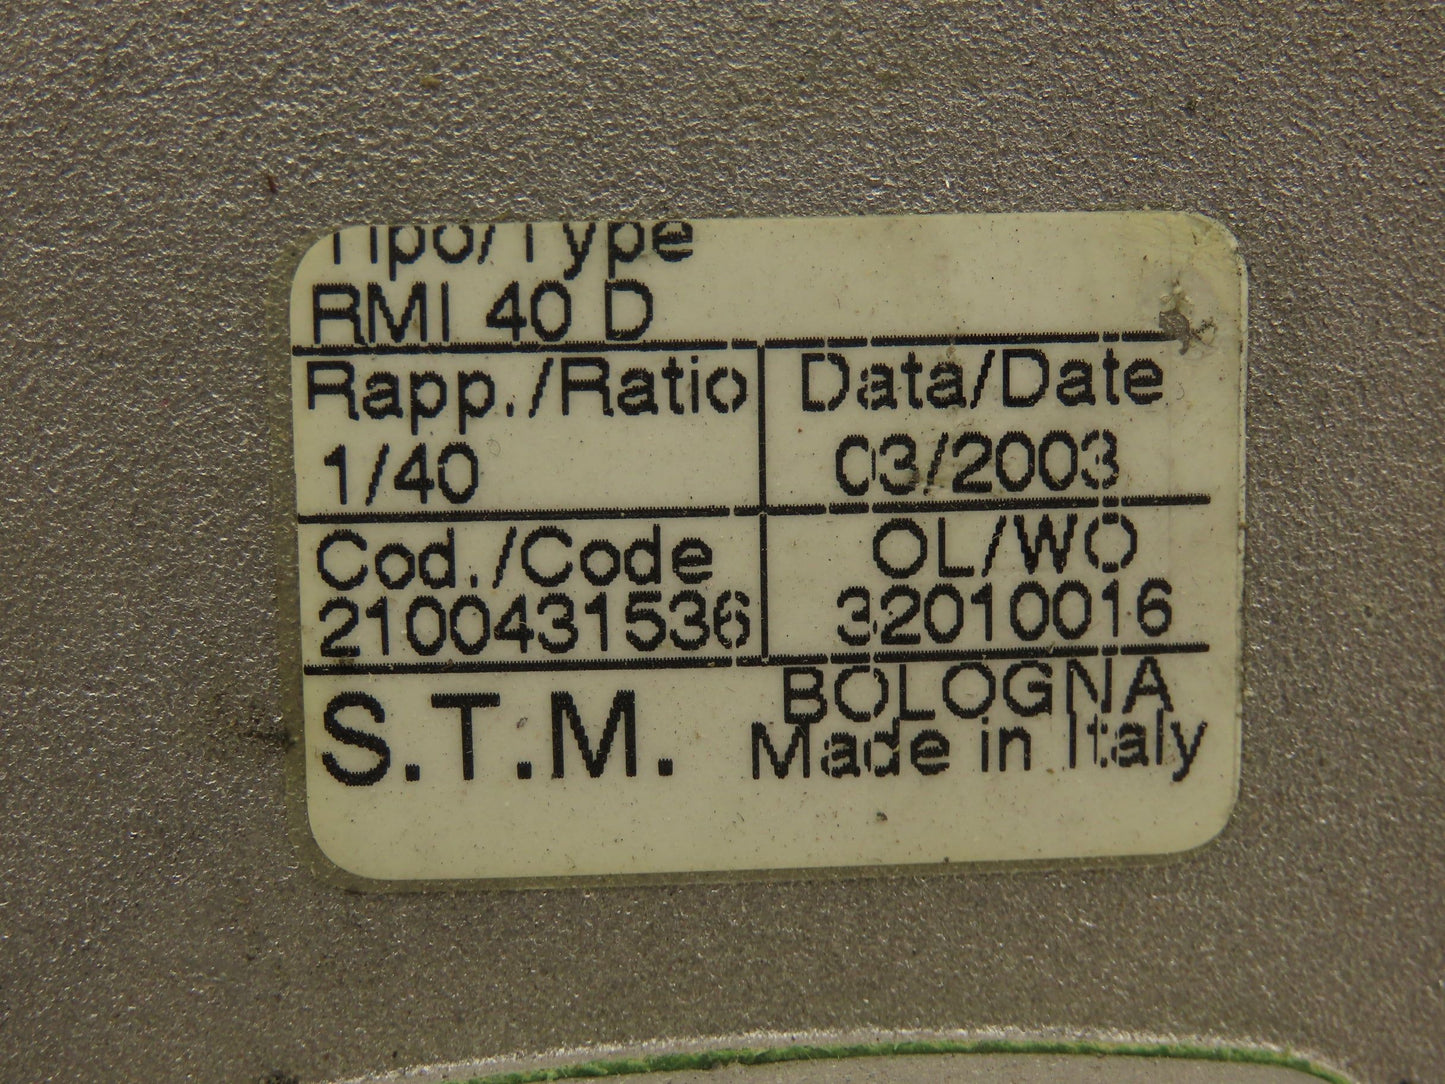 Tipo/Type
RMI 40 D
Rapp./Ratio Data/Date
1/40 03/2003
Cod./Code OL/WO
2100431536 32010016
S.T.M. BOLOGNA
Made in Italy